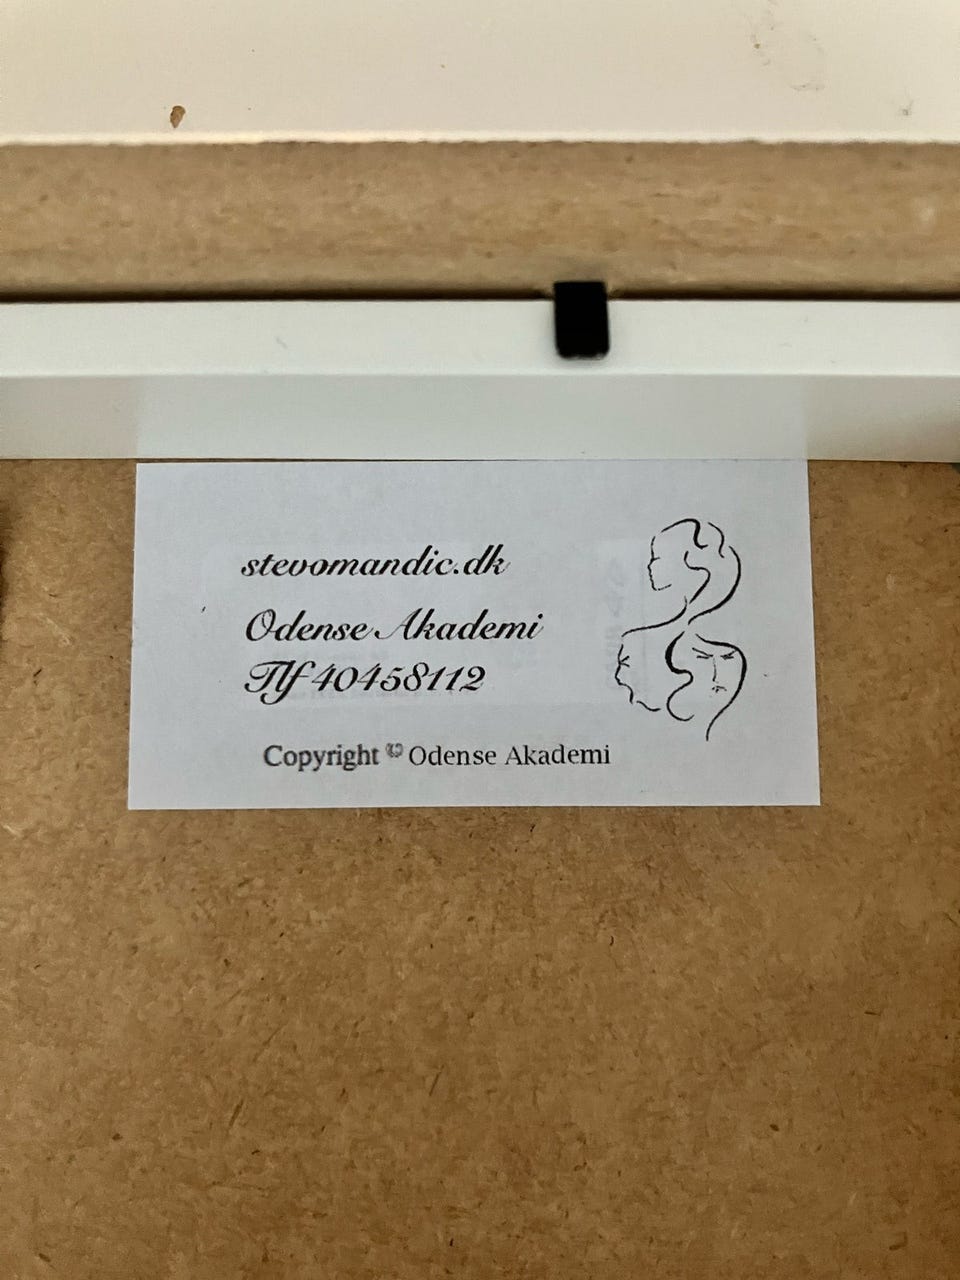 stevomandic.dk
Odense Akademi
Tlf 40458112
Copyright © Odense Akademi